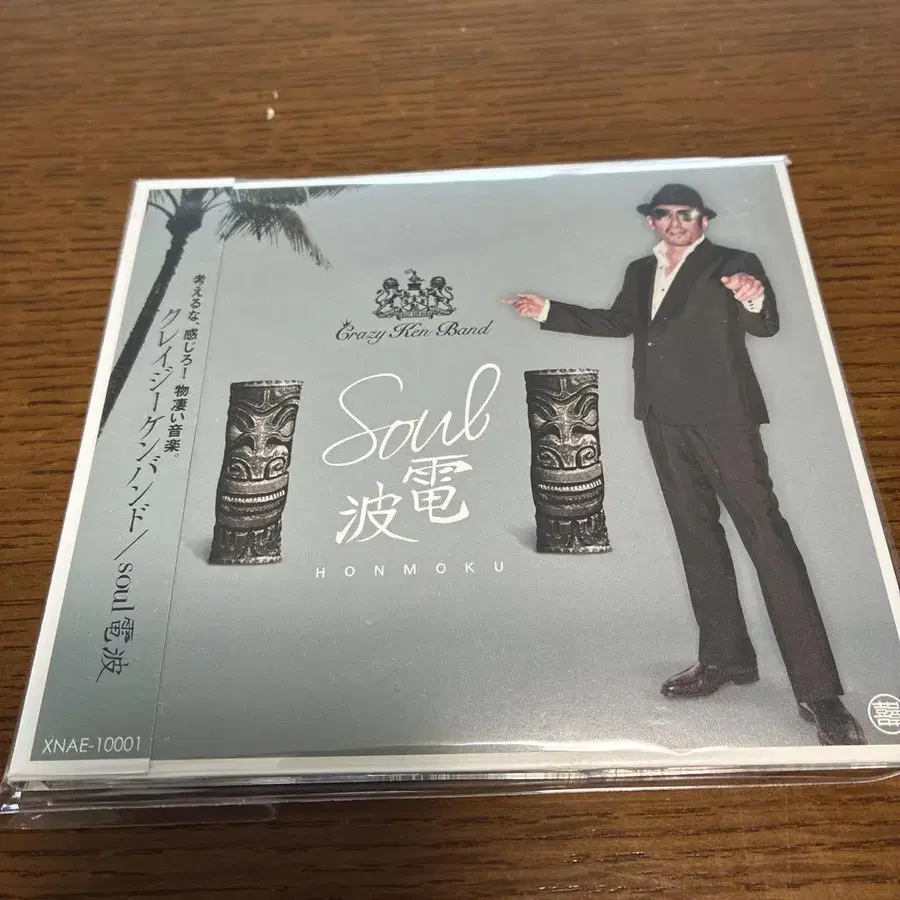 考えるな、感じろ!物凄い音楽。
クレイジーケンバンド/soul電波
XNAE-10001
Crazy Ken Band
Soul
電波
HONMOKU